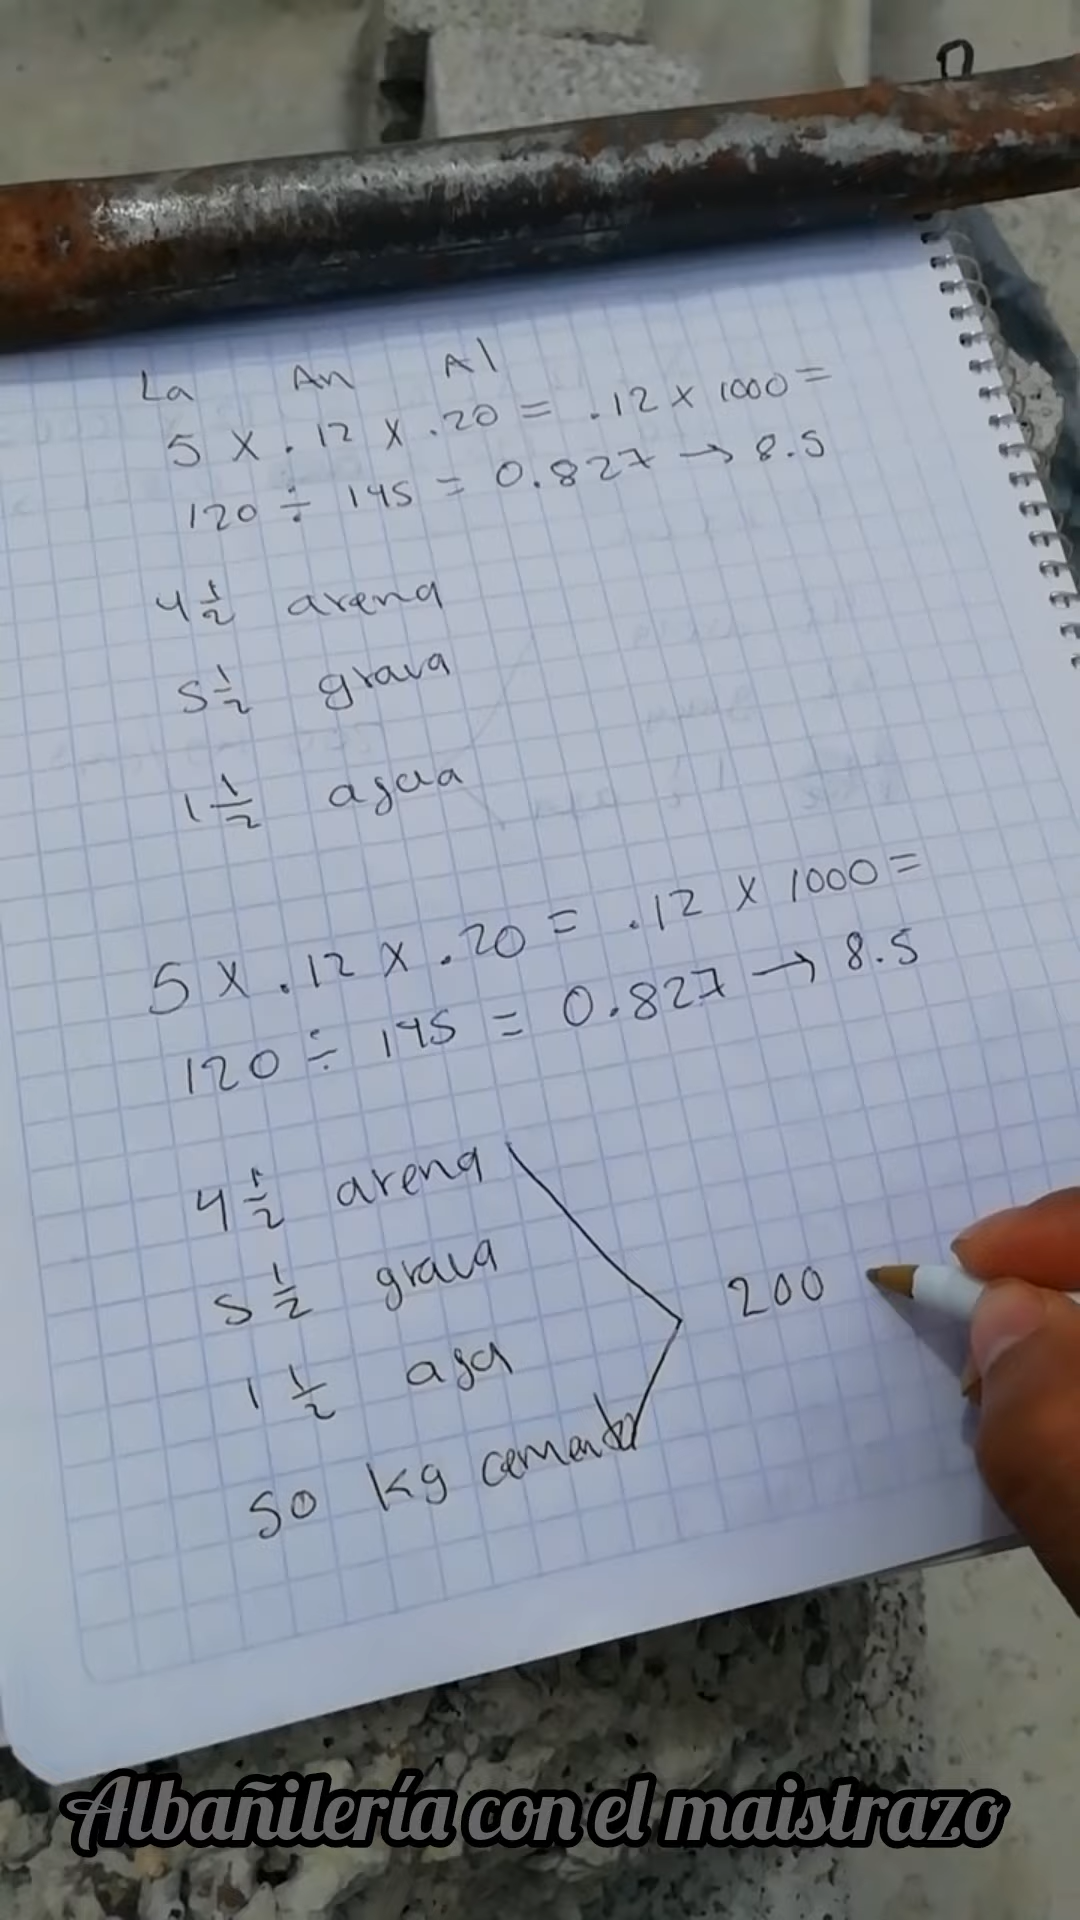 La An Al
5 x .12 x .20 = .12 x 1000 =
120 ÷ 145 = 0.827 → 8.5
4 1/2 arena
5 1/2 grava
1 1/2 agua
5 x .12 x .20 = .12 x 1000 =
120 ÷ 145 = 0.827 → 8.5
4 1/2 arena
5 1/2 grava
1 1/2 aga
200
50 kg cemento
Albañilería con el maistrazo